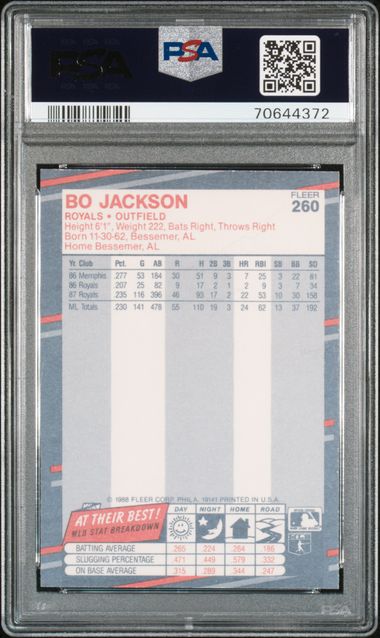 PSA
PSA
70644372
BO JACKSON
FLEER
260
ROYALS • OUTFIELD
Height 6'1", Weight 222, Bats Right, Throws Right
Born 11-30-62, Bessemer, AL
Home Bessemer, AL
Yr. Club Pct. G AB R H 2B 3B HR RBI SB BB SO
86 Memphis .277 53 184 30 51 9 3 7 25 3 22 81
86 Royals .207 25 82 9 17 2 1 2 9 3 7 34
87 Royals .235 116 396 46 93 17 2 22 53 10 30 158
ML Totals .230 141 478 55 110 19 3 24 62 13 37 192
© 1988 FLEER CORP. PHILA. 19141 PRINTED IN U.S.A.
AT THEIR BEST!
MLB STAT BREAKDOWN
DAY NIGHT HOME ROAD
BATTING AVERAGE .265 .224 .264 .186
SLUGGING PERCENTAGE .471 .449 .579 .332
ON BASE AVERAGE .315 .289 .344 .247
PSA